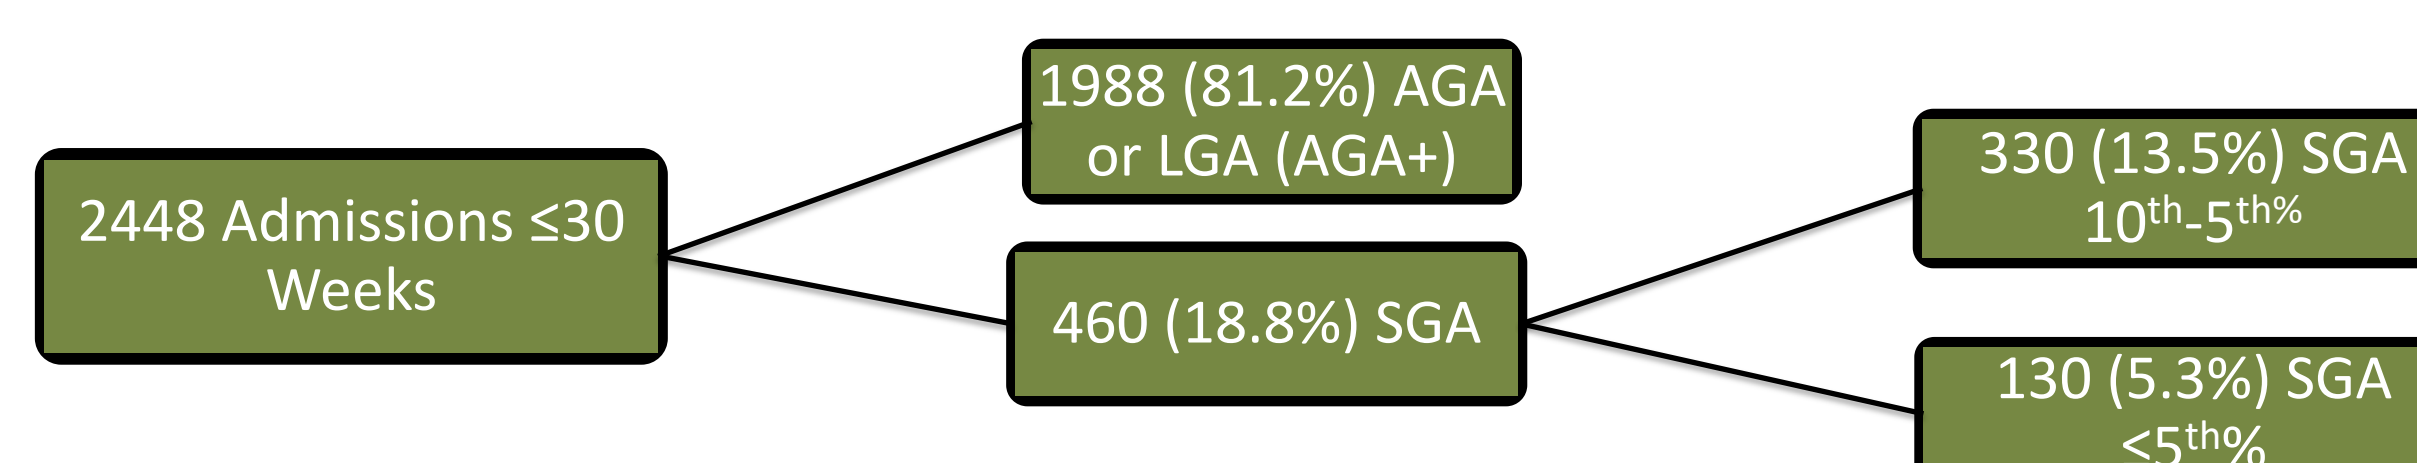 2448 Admissions ≤30
Weeks
1988 (81.2%) AGA
or LGA (AGA+)
460 (18.8%) SGA
330 (13.5%) SGA
10th-5th%
130 (5.3%) SGA
≤5th%